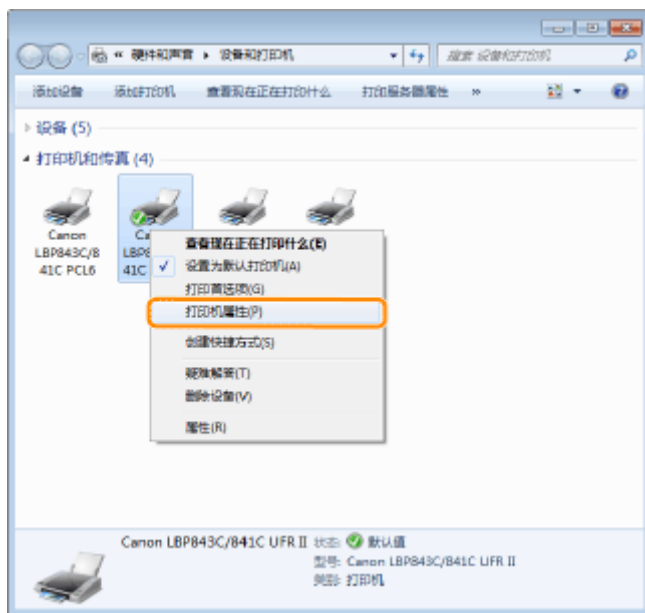 « 硬件和声音 ▸ 设备和打印机
搜索 设备和打印机
添加设备 添加打印机 查看现在正在打印什么 打印服务器属性 »
设备 (5)
打印机和传真 (4)
Canon
LBP843C/8
41C PCL6
Ca
LBP8
41C
查看现在正在打印什么(E)
设置为默认打印机(A)
打印首选项(G)
打印机属性(P)
创建快捷方式(S)
疑难解答(T)
删除设备(V)
属性(R)
Canon LBP843C/841C UFR II 状态: 默认值
型号: Canon LBP843C/841C UFR II
类别: 打印机